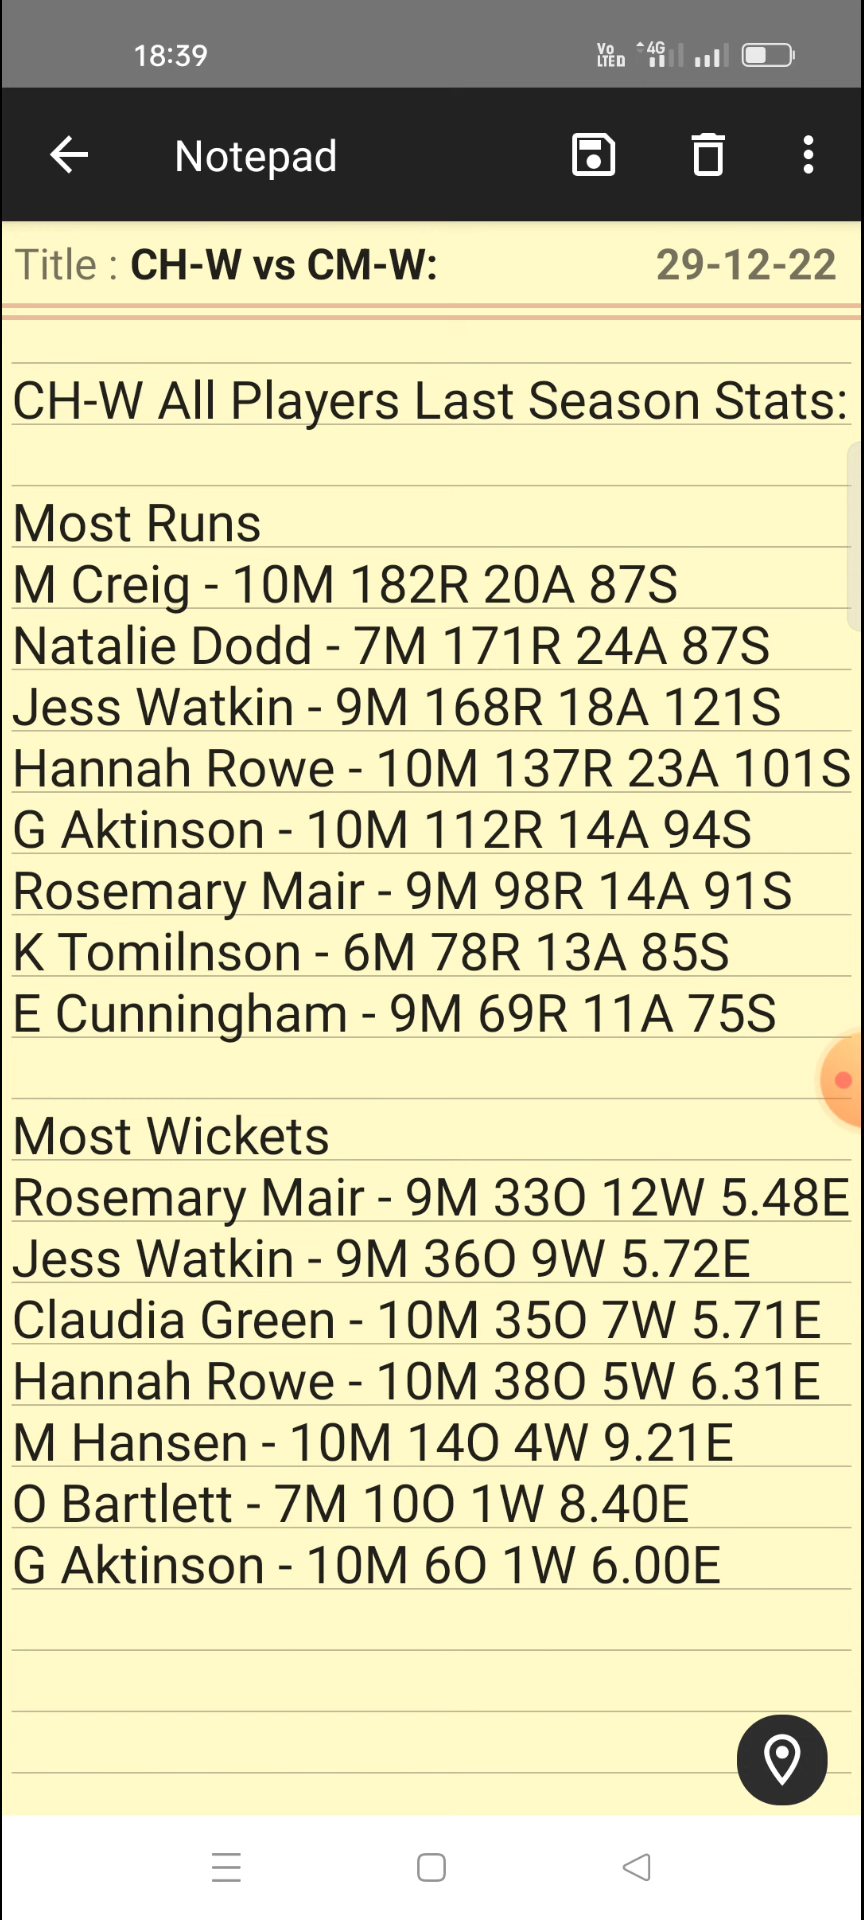 18:39
Vo LTED 4G
Notepad
Title : CH-W vs CM-W: 29-12-22
CH-W All Players Last Season Stats:
Most Runs
M Creig - 10M 182R 20A 87S
Natalie Dodd - 7M 171R 24A 87S
Jess Watkin - 9M 168R 18A 121S
Hannah Rowe - 10M 137R 23A 101S
G Aktinson - 10M 112R 14A 94S
Rosemary Mair - 9M 98R 14A 91S
K Tomilnson - 6M 78R 13A 85S
E Cunningham - 9M 69R 11A 75S
Most Wickets
Rosemary Mair - 9M 33O 12W 5.48E
Jess Watkin - 9M 36O 9W 5.72E
Claudia Green - 10M 35O 7W 5.71E
Hannah Rowe - 10M 38O 5W 6.31E
M Hansen - 10M 14O 4W 9.21E
O Bartlett - 7M 10O 1W 8.40E
G Aktinson - 10M 6O 1W 6.00E